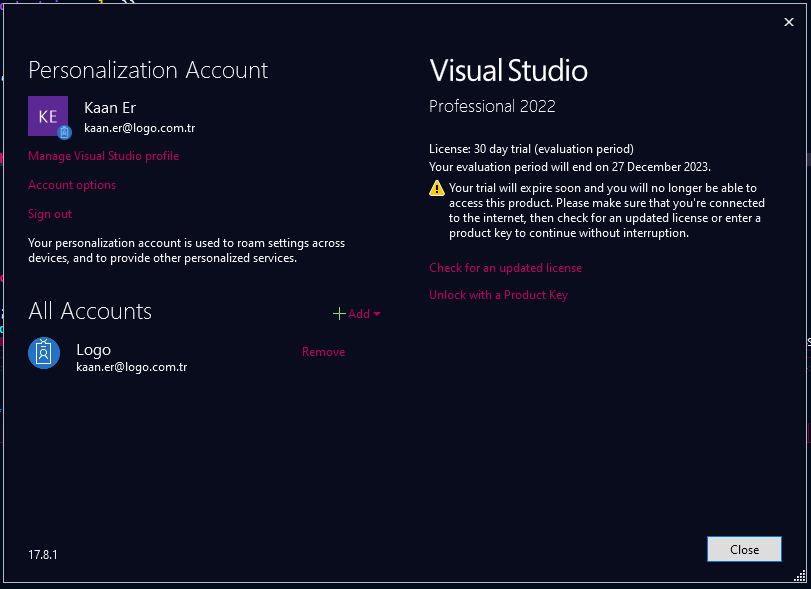 Personalization Account
KE
Kaan Er
kaan.er@logo.com.tr
Manage Visual Studio profile
Account options
Sign out
Your personalization account is used to roam settings across
devices, and to provide other personalized services.
All Accounts
Add
Logo
kaan.er@logo.com.tr
Remove
17.8.1
Visual Studio
Professional 2022
License: 30 day trial (evaluation period)
Your evaluation period will end on 27 December 2023.
Your trial will expire soon and you will no longer be able to
access this product. Please make sure that you're connected
to the internet, then check for an updated license or enter a
product key to continue without interruption.
Check for an updated license
Unlock with a Product Key
Close